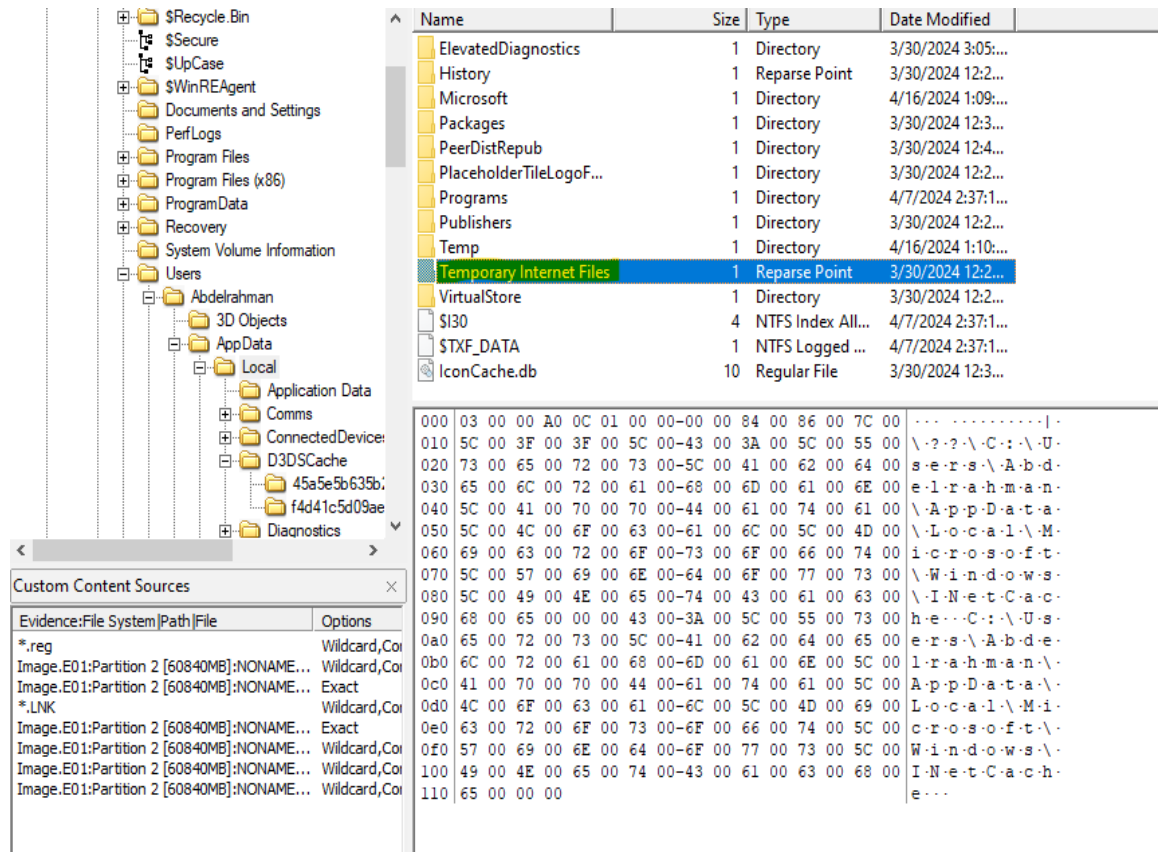 $Recycle.Bin
$Secure
$UpCase
$WinREAgent
Documents and Settings
PerfLogs
Program Files
Program Files (x86)
ProgramData
Recovery
System Volume Information
Users
Abdelrahman
3D Objects
AppData
Local
Application Data
Comms
ConnectedDevices
D3DSCache
45a5e5b635b2
f4d41c5d09ae
Diagnostics
Custom Content Sources
Evidence:File System|Path|File Options
*.reg Wildcard,Cor
Image.E01:Partition 2 [60840MB]:NONAME... Wildcard,Cor
Image.E01:Partition 2 [60840MB]:NONAME... Exact
*.LNK Wildcard,Cor
Image.E01:Partition 2 [60840MB]:NONAME... Exact
Image.E01:Partition 2 [60840MB]:NONAME... Wildcard,Cor
Image.E01:Partition 2 [60840MB]:NONAME... Wildcard,Cor
Image.E01:Partition 2 [60840MB]:NONAME... Wildcard,Cor
Name Size Type Date Modified
ElevatedDiagnostics 1 Directory 3/30/2024 3:05:...
History 1 Reparse Point 3/30/2024 12:2...
Microsoft 1 Directory 4/16/2024 1:09:...
Packages 1 Directory 3/30/2024 12:3...
PeerDistRepub 1 Directory 3/30/2024 12:4...
PlaceholderTileLogoF... 1 Directory 3/30/2024 12:2...
Programs 1 Directory 4/7/2024 2:37:1...
Publishers 1 Directory 3/30/2024 12:2...
Temp 1 Directory 4/16/2024 1:10:...
Temporary Internet Files 1 Reparse Point 3/30/2024 12:2...
VirtualStore 1 Directory 3/30/2024 12:2...
$I30 4 NTFS Index All... 4/7/2024 2:37:1...
$TXF_DATA 1 NTFS Logged ... 4/7/2024 2:37:1...
IconCache.db 10 Regular File 3/30/2024 12:3...
000 03 00 00 A0 0C 01 00 00-00 00 84 00 86 00 7C 00 ··· ··········|·
010 5C 00 3F 00 3F 00 5C 00-43 00 3A 00 5C 00 55 00 \·?·?·\·C·:·\·U·
020 73 00 65 00 72 00 73 00-5C 00 41 00 62 00 64 00 s·e·r·s·\·A·b·d·
030 65 00 6C 00 72 00 61 00-68 00 6D 00 61 00 6E 00 e·l·r·a·h·m·a·n·
040 5C 00 41 00 70 00 70 00-44 00 61 00 74 00 61 00 \·A·p·p·D·a·t·a·
050 5C 00 4C 00 6F 00 63 00-61 00 6C 00 5C 00 4D 00 \·L·o·c·a·l·\·M·
060 69 00 63 00 72 00 6F 00-73 00 6F 00 66 00 74 00 i·c·r·o·s·o·f·t·
070 5C 00 57 00 69 00 6E 00-64 00 6F 00 77 00 73 00 \·W·i·n·d·o·w·s·
080 5C 00 49 00 4E 00 65 00-74 00 43 00 61 00 63 00 \·I·N·e·t·C·a·c·
090 68 00 65 00 00 00 43 00-3A 00 5C 00 55 00 73 00 h·e···C·:·\·U·s·
0a0 65 00 72 00 73 00 5C 00-41 00 62 00 64 00 65 00 e·r·s·\·A·b·d·e·
0b0 6C 00 72 00 61 00 68 00-6D 00 61 00 6E 00 5C 00 l·r·a·h·m·a·n·\·
0c0 41 00 70 00 70 00 44 00-61 00 74 00 61 00 5C 00 A·p·p·D·a·t·a·\·
0d0 4C 00 6F 00 63 00 61 00-6C 00 5C 00 4D 00 69 00 L·o·c·a·l·\·M·i·
0e0 63 00 72 00 6F 00 73 00-6F 00 66 00 74 00 5C 00 c·r·o·s·o·f·t·\·
0f0 57 00 69 00 6E 00 64 00-6F 00 77 00 73 00 5C 00 W·i·n·d·o·w·s·\·
100 49 00 4E 00 65 00 74 00-43 00 61 00 63 00 68 00 I·N·e·t·C·a·c·h·
110 65 00 00 00 e···